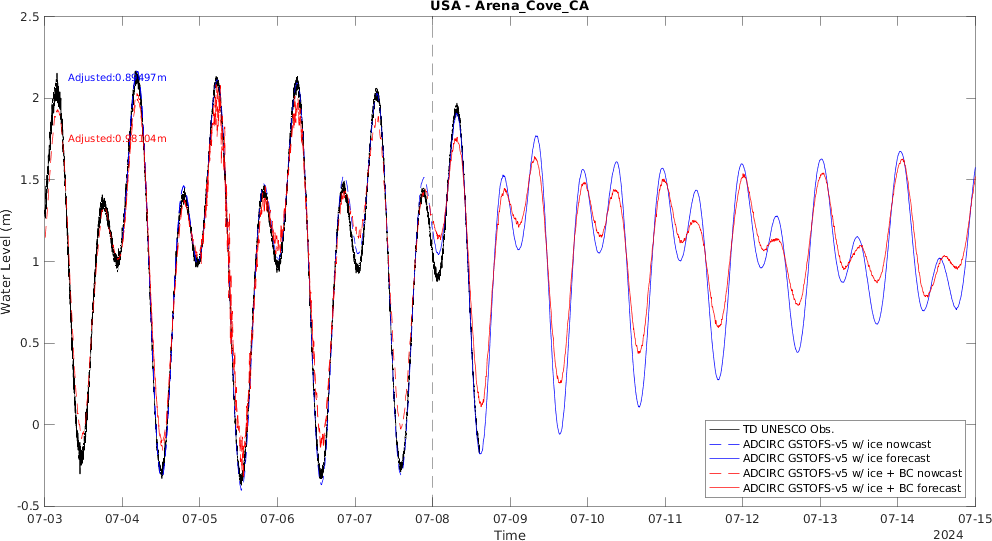 USA - Arena_Cove_CA
2.5
2
1.5
1
0.5
0
-0.5
Water Level (m)
Adjusted:0.89497m
Adjusted:0.98104m
TD UNESCO Obs.
ADCIRC GSTOFS-v5 w/ ice nowcast
ADCIRC GSTOFS-v5 w/ ice forecast
ADCIRC GSTOFS-v5 w/ ice + BC nowcast
ADCIRC GSTOFS-v5 w/ ice + BC forecast
07-03 07-04 07-05 07-06 07-07 07-08 07-09 07-10 07-11 07-12 07-13 07-14 07-15
Time
2024